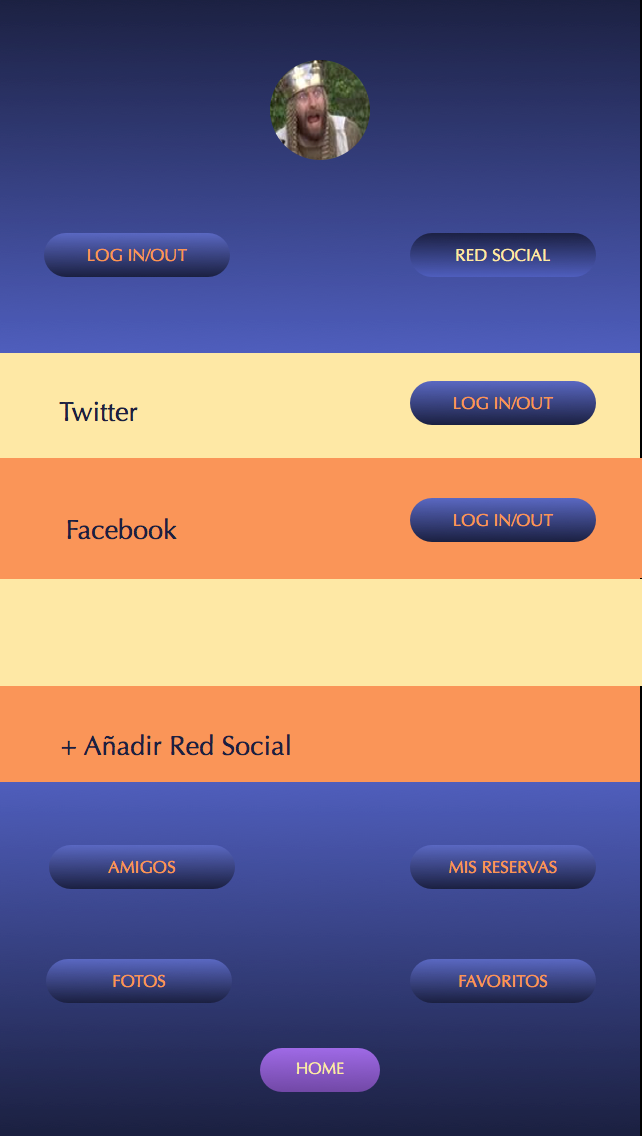 LOG IN/OUT
RED SOCIAL
Twitter
LOG IN/OUT
Facebook
LOG IN/OUT
+ Añadir Red Social
AMIGOS
MIS RESERVAS
FOTOS
FAVORITOS
HOME